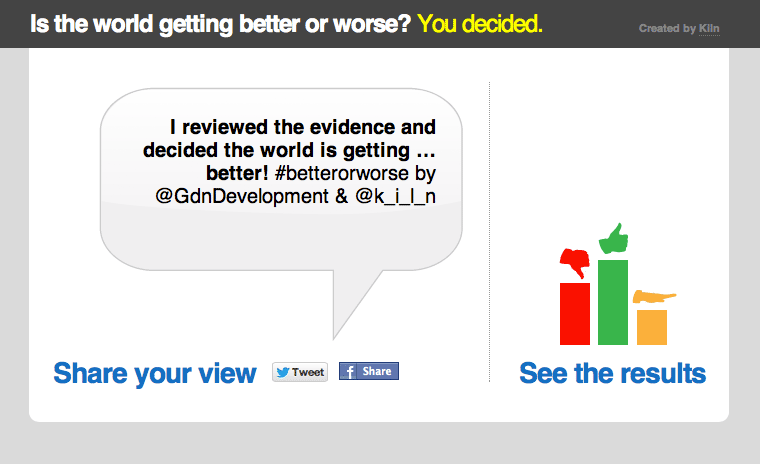 Is the world getting better or worse? You decided.
Created by Kiln
I reviewed the evidence and
decided the world is getting ...
better! #betterorworse by
@GdnDevelopment & @k_i_l_n
Share your view
Tweet
f Share
See the results